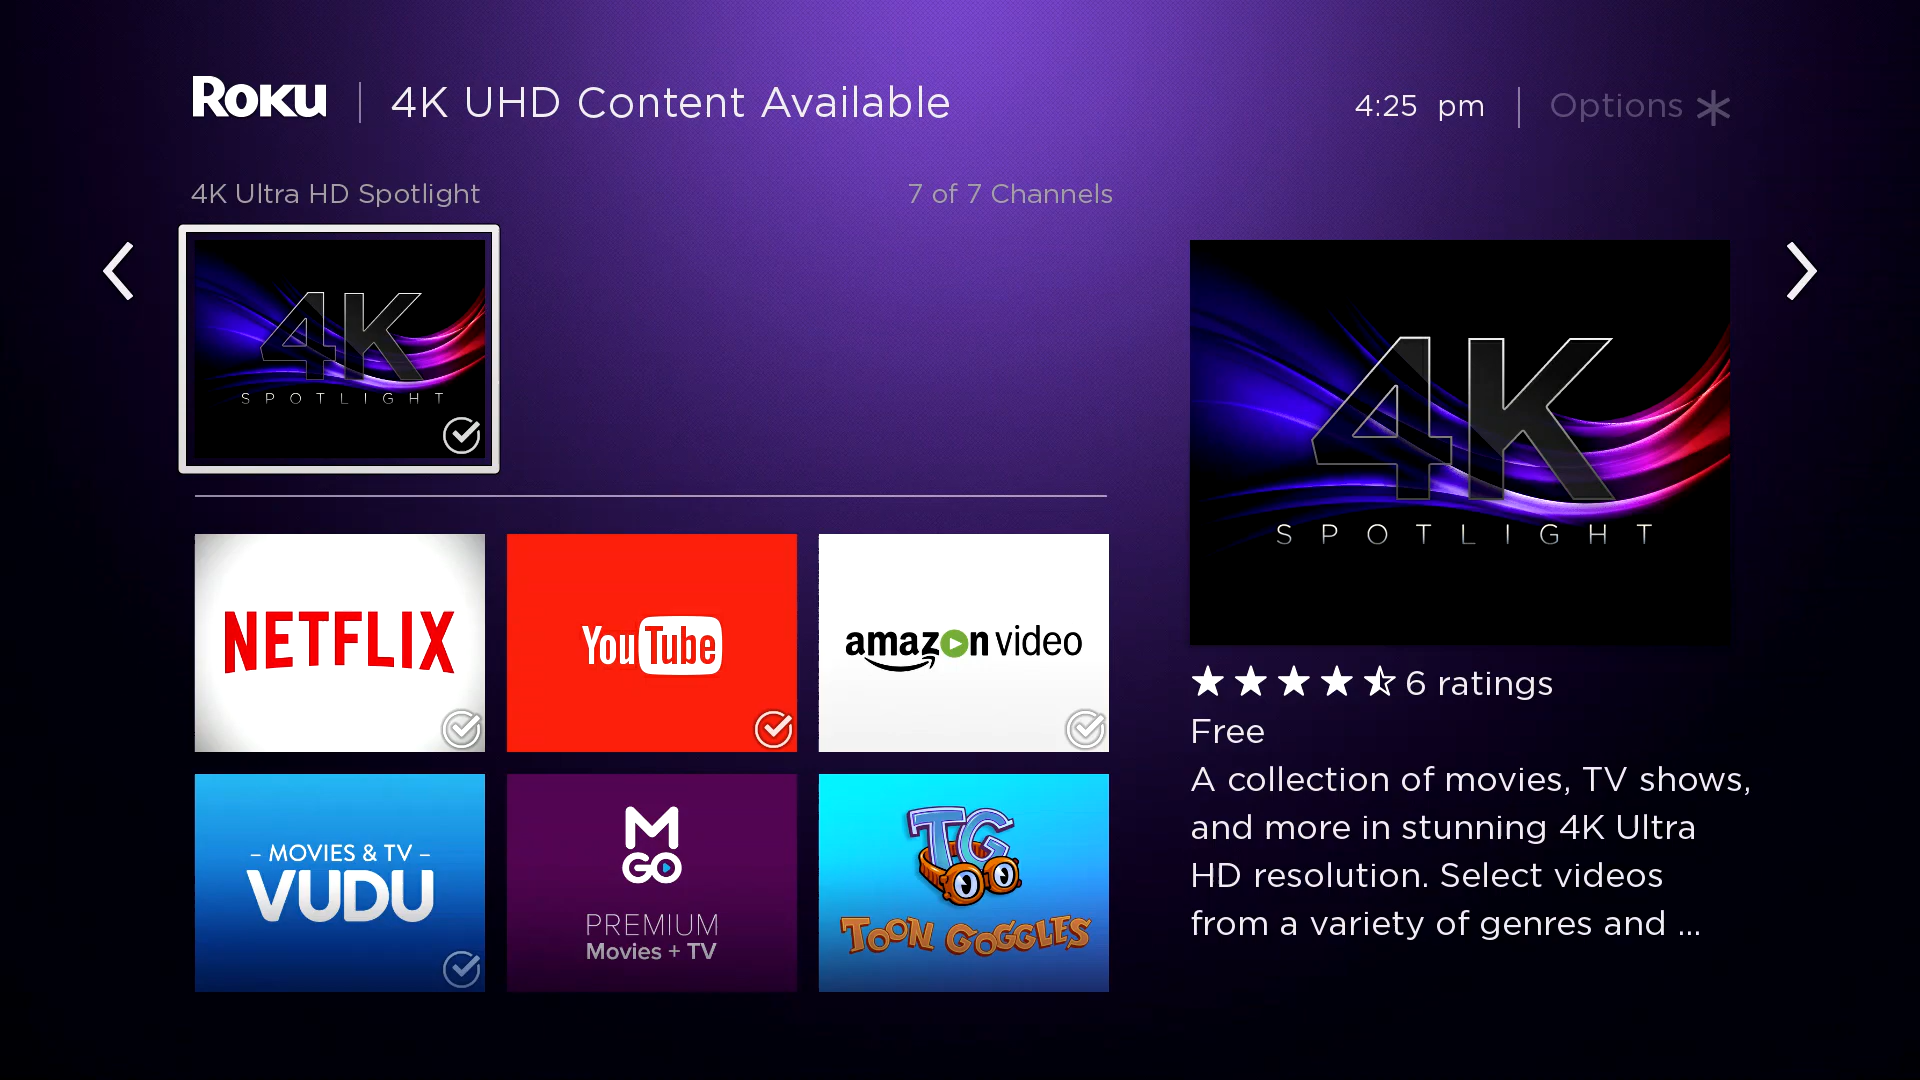 ROKU
4K UHD Content Available
4:25 pm
Options
4K Ultra HD Spotlight
7 of 7 Channels
4K
SPOTLIGHT
4K
SPOTLIGHT
NETFLIX
YouTube
amazon video
6 ratings
Free
A collection of movies, TV shows,
and more in stunning 4K Ultra
HD resolution. Select videos
from a variety of genres and ...
– MOVIES & TV –
VUDU
M
GO
PREMIUM
Movies + TV
TG
TOON GOGGLES